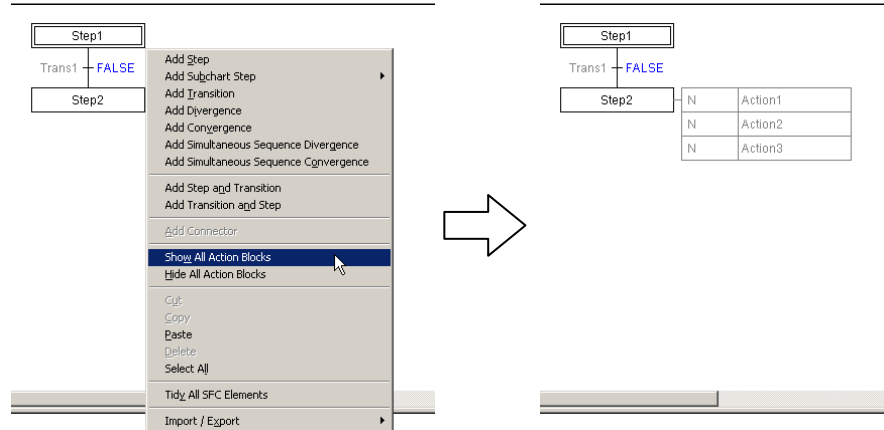 Step1
Trans1 FALSE
Step2
Add Step
Add Subchart Step
Add Transition
Add Divergence
Add Convergence
Add Simultaneous Sequence Divergence
Add Simultaneous Sequence Convergence
Add Step and Transition
Add Transition and Step
Add Connector
Show All Action Blocks
Hide All Action Blocks
Cut
Copy
Paste
Delete
Select All
Tidy All SFC Elements
Import / Export
Step1
Trans1 FALSE
Step2 N Action1
N Action2
N Action3